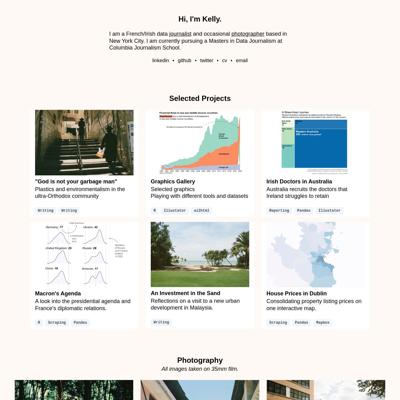 Hi, I'm Kelly.
I am a French/Irish data journalist and occasional photographer based in
New York City. I am currently pursuing a Masters in Data Journalism at
Columbia Journalism School.
linkedin • github • twitter • cv • email
Selected Projects
"God is not your garbage man"
Plastics and environmentalism in the
ultra-Orthodox community
Writing Writing
Graphics Gallery
Selected graphics
Playing with different tools and datasets
R Illustator ai2html
Irish Doctors in Australia
Australia recruits the doctors that
Ireland struggles to retain
Reporting Pandas Illustator
Macron's Agenda
A look into the presidential agenda and
France's diplomatic relations.
R Scraping Pandas
An Investment in the Sand
Reflections on a visit to a new urban
development in Malaysia.
Writing
House Prices in Dublin
Consolidating property listing prices on
one interactive map.
Scraping Pandas Mapbox
Photography
All images taken on 35mm film.